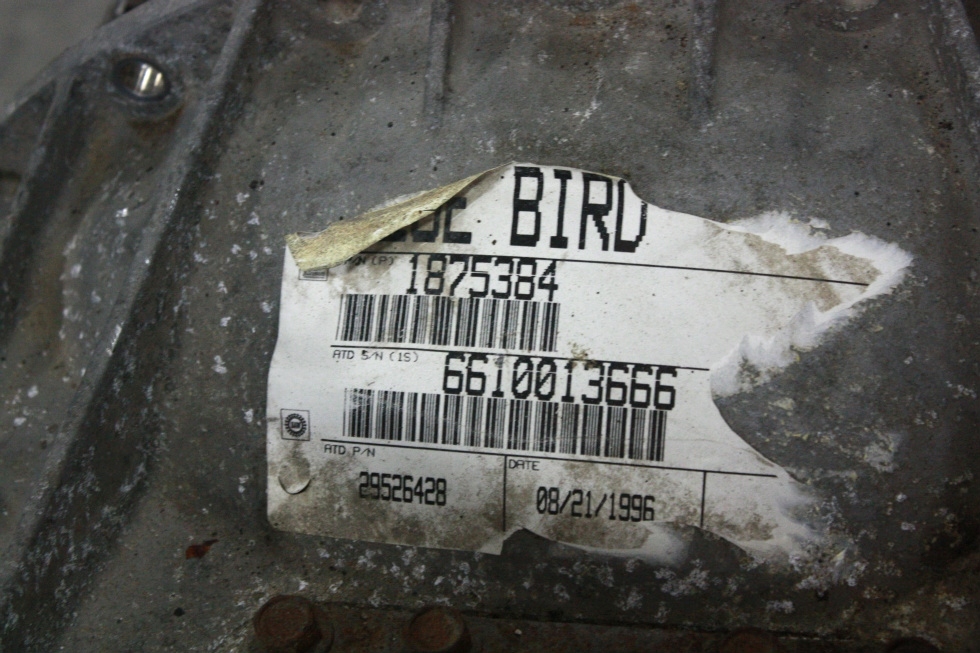 BIRD
P/N (P)
1875384
ATD S/N (1S)
6610013666
ATD P/N
29526428
DATE
08/21/1996